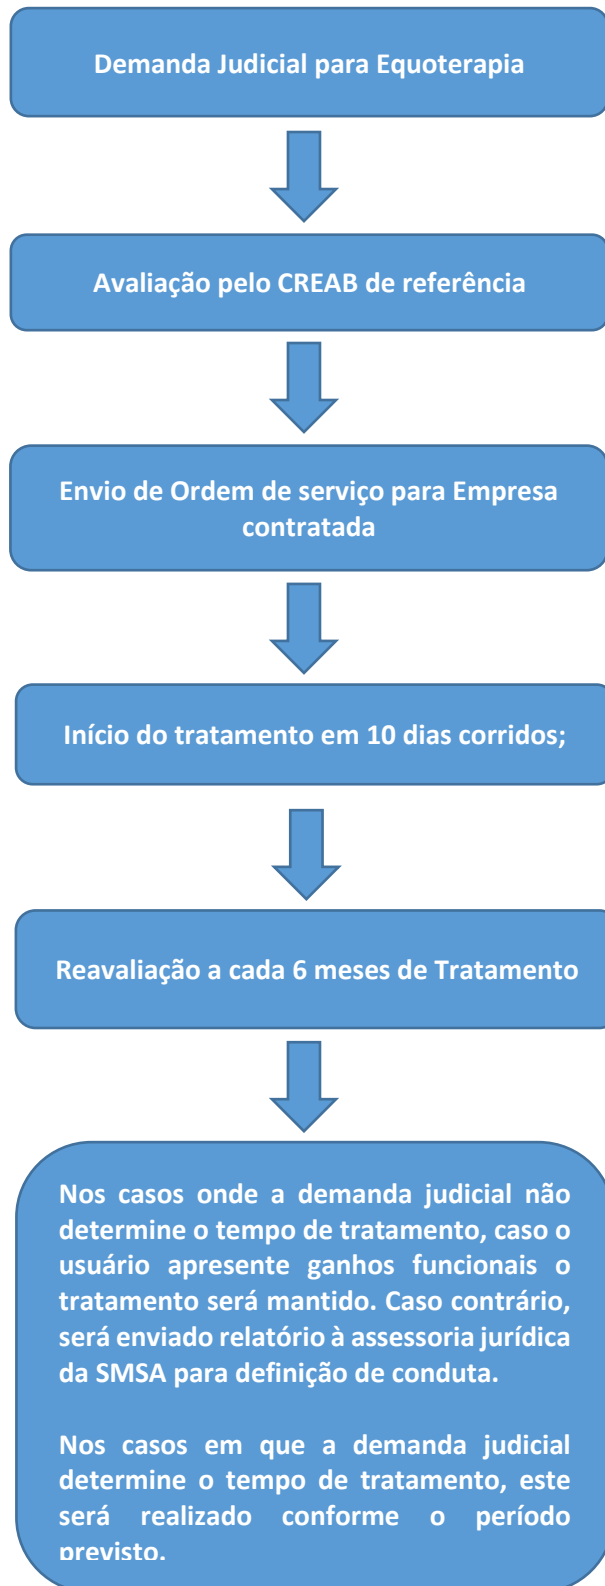 Demanda Judicial para Equoterapia
Avaliação pelo CREAB de referência
Envio de Ordem de serviço para Empresa
contratada
Início do tratamento em 10 dias corridos;
Reavaliação a cada 6 meses de Tratamento
Nos casos onde a demanda judicial não
determine o tempo de tratamento, caso o
usuário apresente ganhos funcionais o
tratamento será mantido. Caso contrário,
será enviado relatório à assessoria jurídica
da SMSA para definição de conduta.
Nos casos em que a demanda judicial
determine o tempo de tratamento, este
será realizado conforme o período
previsto.